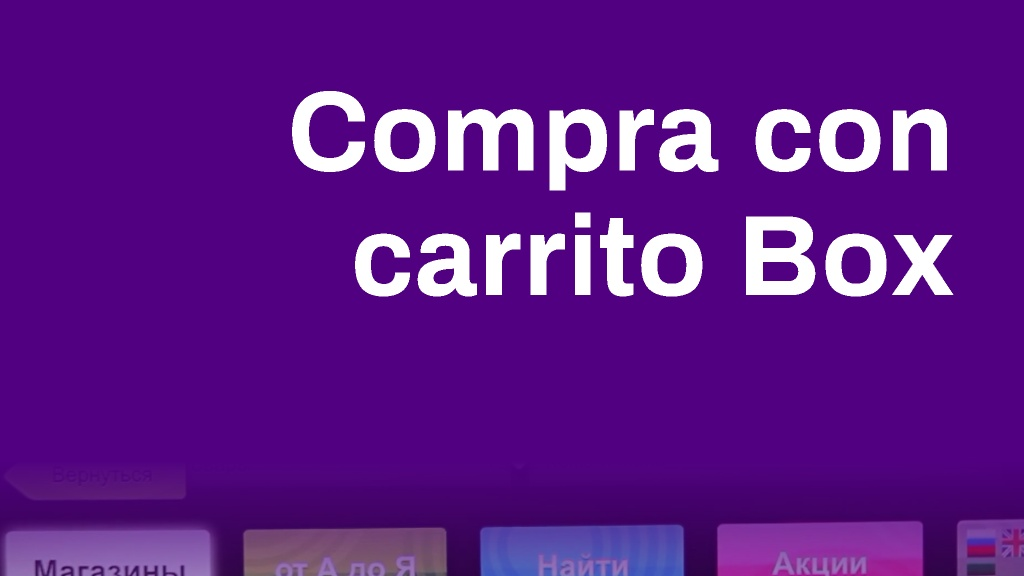 Compra con
carrito Box
Вернуться
Магазины
от А до Я
Найти
Акции